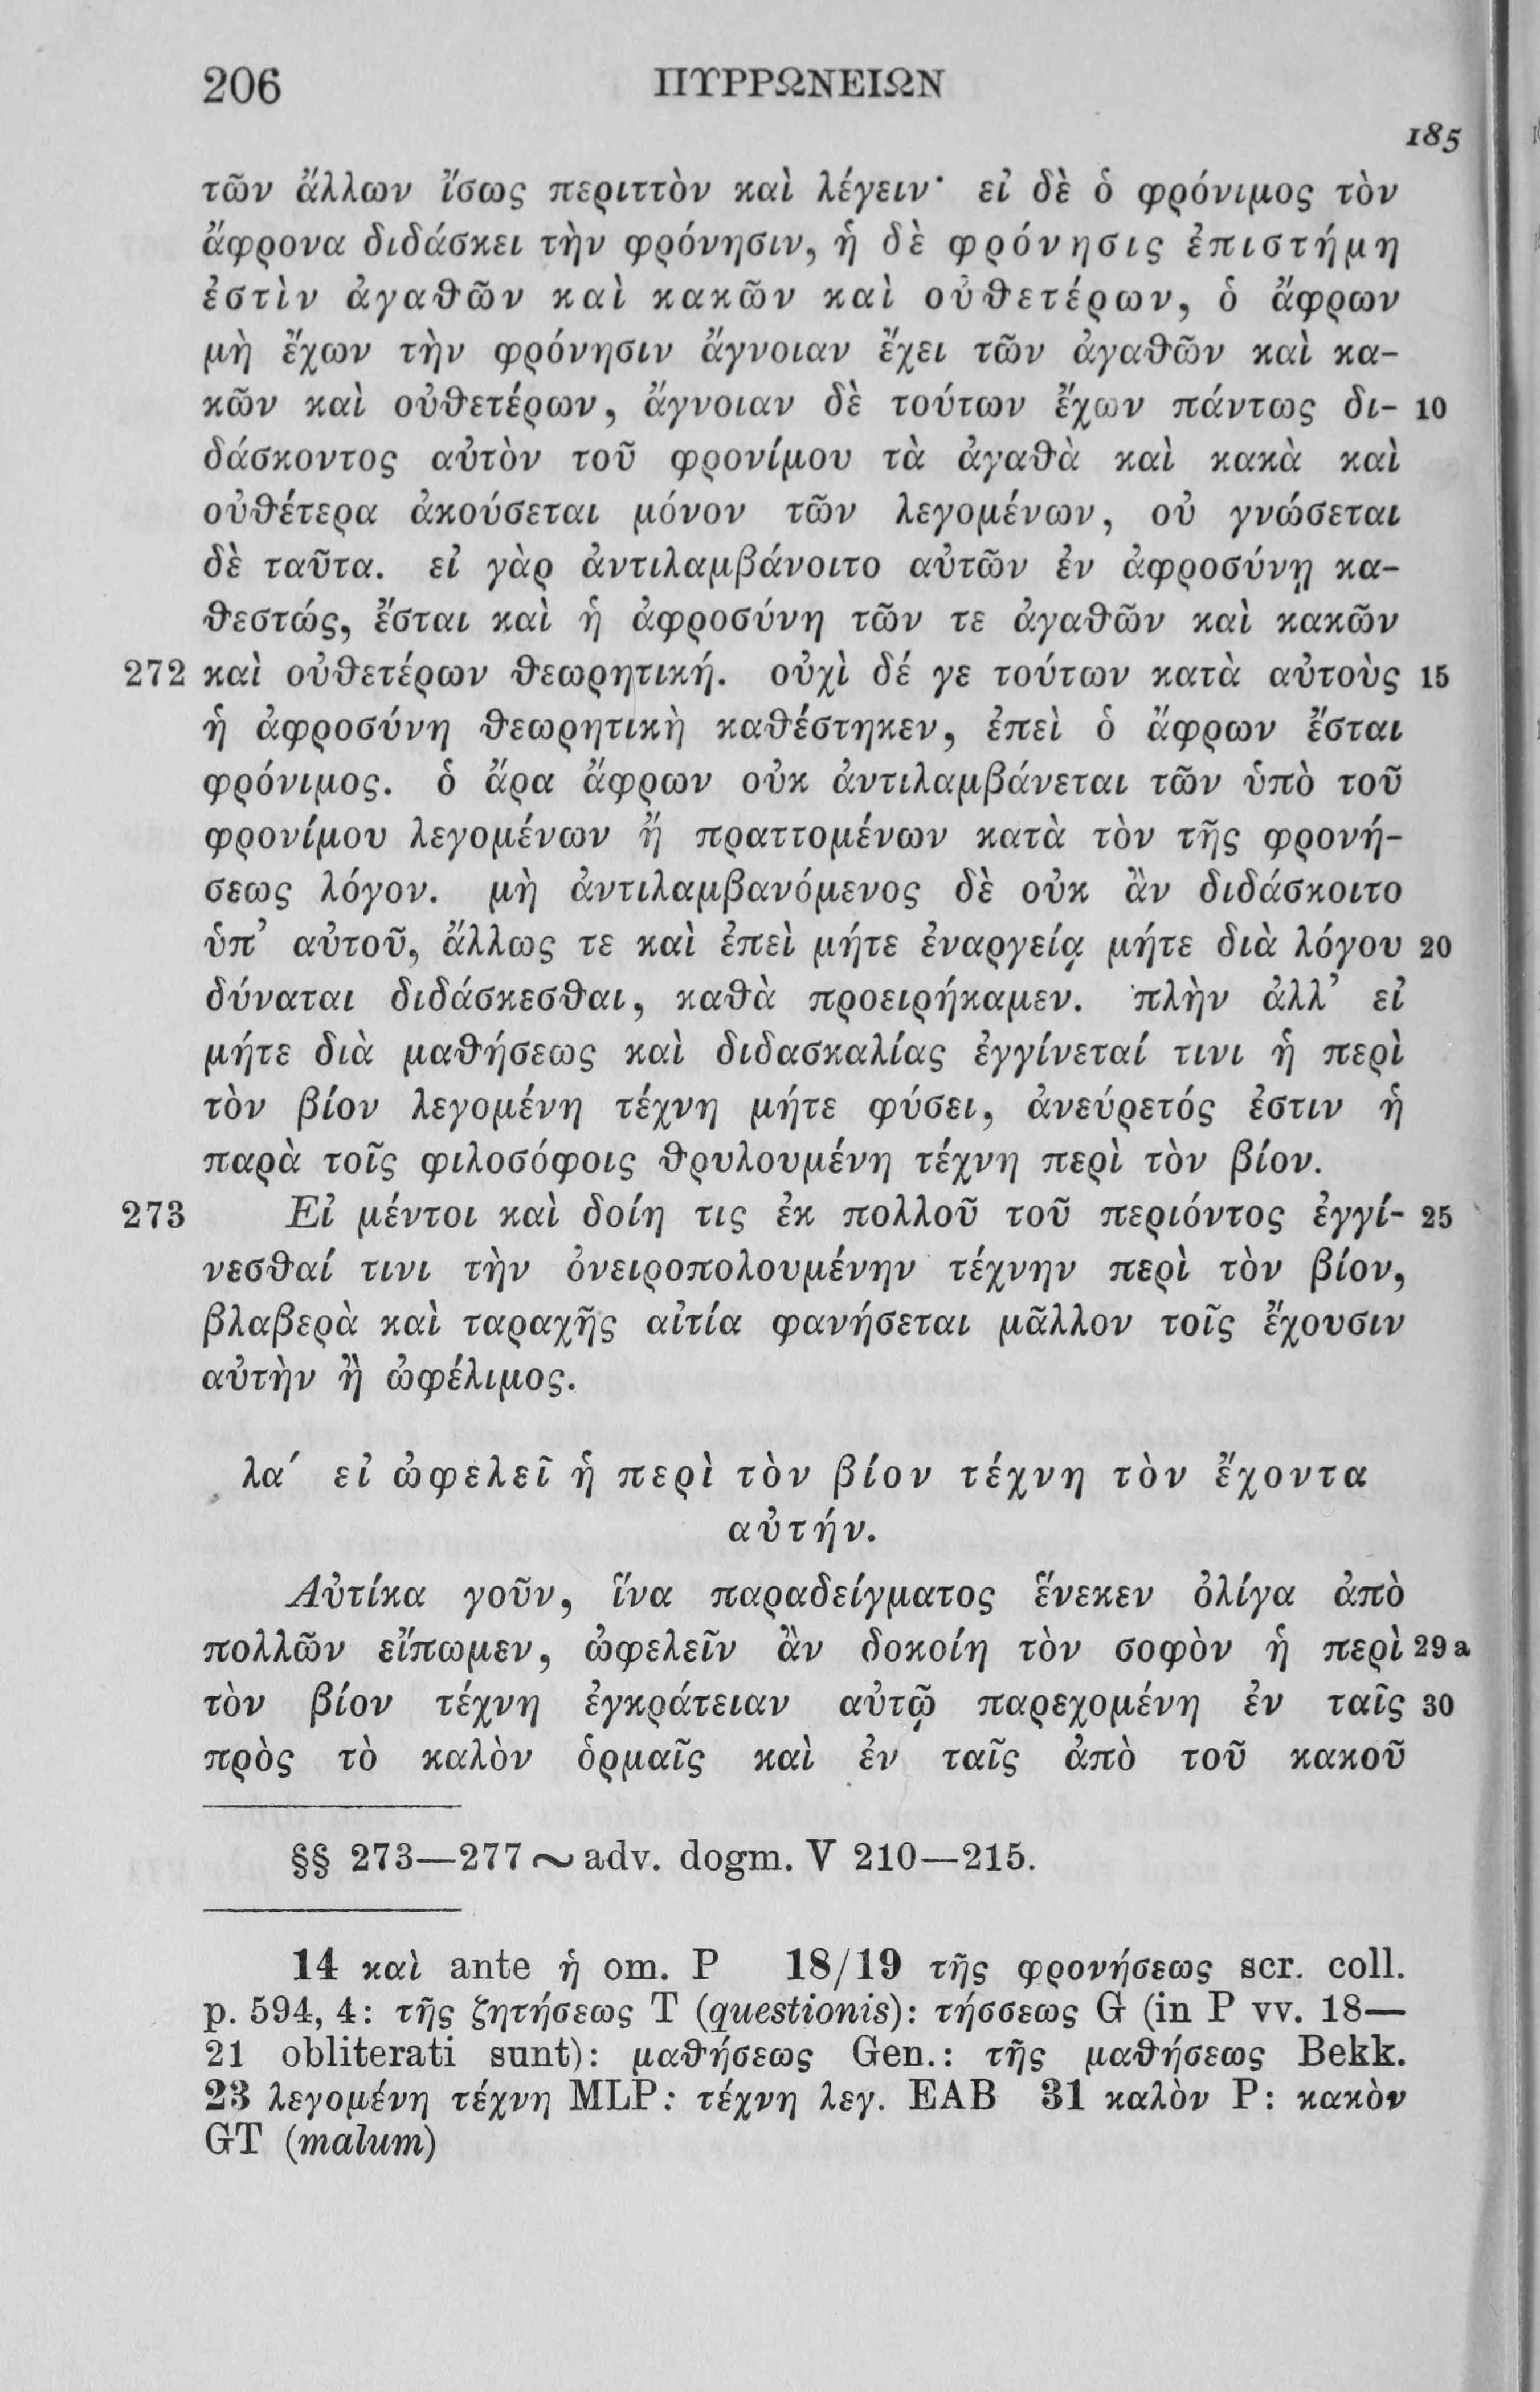 206 ΠΥΡΡΩΝΕΙΩΝ
185
τῶν ἄλλων ἴσως περιττὸν καὶ λέγειν· εἰ δὲ ὁ φρόνιμος τὸν
ἄφρονα διδάσκει τὴν φρόνησιν, ἡ δὲ φρόνησις ἐπιστήμη
ἐστὶν ἀγαθῶν καὶ κακῶν καὶ οὐθετέρων, ὁ ἄφρων
μὴ ἔχων τὴν φρόνησιν ἄγνοιαν ἔχει τῶν ἀγαθῶν καὶ κα-
κῶν καὶ οὐθετέρων, ἄγνοιαν δὲ τούτων ἔχων πάντως δι- 10
δάσκοντος αὐτὸν τοῦ φρονίμου τὰ ἀγαθὰ καὶ κακὰ καὶ
οὐθέτερα ἀκούσεται μόνον τῶν λεγομένων, οὐ γνώσεται
δὲ ταῦτα. εἰ γὰρ ἀντιλαμβάνοιτο αὐτῶν ἐν ἀφροσύνῃ κα-
θεστώς, ἔσται καὶ ἡ ἀφροσύνη τῶν τε ἀγαθῶν καὶ κακῶν
272 καὶ οὐθετέρων θεωρητική. οὐχὶ δέ γε τούτων κατὰ αὐτοὺς 15
ἡ ἀφροσύνη θεωρητικὴ καθέστηκεν, ἐπεὶ ὁ ἄφρων ἔσται
φρόνιμος. ὁ ἄρα ἄφρων οὐκ ἀντιλαμβάνεται τῶν ὑπὸ τοῦ
φρονίμου λεγομένων ἢ πραττομένων κατὰ τὸν τῆς φρονή-
σεως λόγον. μὴ ἀντιλαμβανόμενος δὲ οὐκ ἂν διδάσκοιτο
ὑπ’ αὐτοῦ, ἄλλως τε καὶ ἐπεὶ μήτε ἐναργείᾳ μήτε διὰ λόγου 20
δύναται διδάσκεσθαι, καθὰ προειρήκαμεν. πλὴν ἀλλ’ εἰ
μήτε διὰ μαθήσεως καὶ διδασκαλίας ἐγγίνεταί τινι ἡ περὶ
τὸν βίον λεγομένη τέχνη μήτε φύσει, ἀνεύρετός ἐστιν ἡ
παρὰ τοῖς φιλοσόφοις θρυλουμένη τέχνη περὶ τὸν βίον.
273 Εἰ μέντοι καὶ δοίη τις ἐκ πολλοῦ τοῦ περιόντος ἐγγί- 25
νεσθαί τινι τὴν ὀνειροπολουμένην τέχνην περὶ τὸν βίον,
βλαβερὰ καὶ ταραχῆς αἰτία φανήσεται μᾶλλον τοῖς ἔχουσιν
αὐτὴν ἢ ὠφέλιμος.
λα′ εἰ ὠφελεῖ ἡ περὶ τὸν βίον τέχνη τὸν ἔχοντα
αὐτήν.
Αὐτίκα γοῦν, ἵνα παραδείγματος ἕνεκεν ὀλίγα ἀπὸ
πολλῶν εἴπωμεν, ὠφελεῖν ἂν δοκοίη τὸν σοφὸν ἡ περὶ 29a
τὸν βίον τέχνη ἐγκράτειαν αὐτῷ παρεχομένη ἐν ταῖς 30
πρὸς τὸ καλὸν ὁρμαῖς καὶ ἐν ταῖς ἀπὸ τοῦ κακοῦ
§§ 273—277 ~ adv. dogm. V 210—215.
14 καὶ ante ἡ om. P 18/19 τῆς φρονήσεως scr. coll.
p. 594, 4: τῆς ζητήσεως T (questionis): τήσσεως G (in P vv. 18—
21 obliterati sunt): μαθήσεως Gen.: τῆς μαθήσεως Bekk.
23 λεγομένη τέχνη MLP: τέχνη λεγ. EAB 31 καλὸν P: κακὸν
GT (malum)